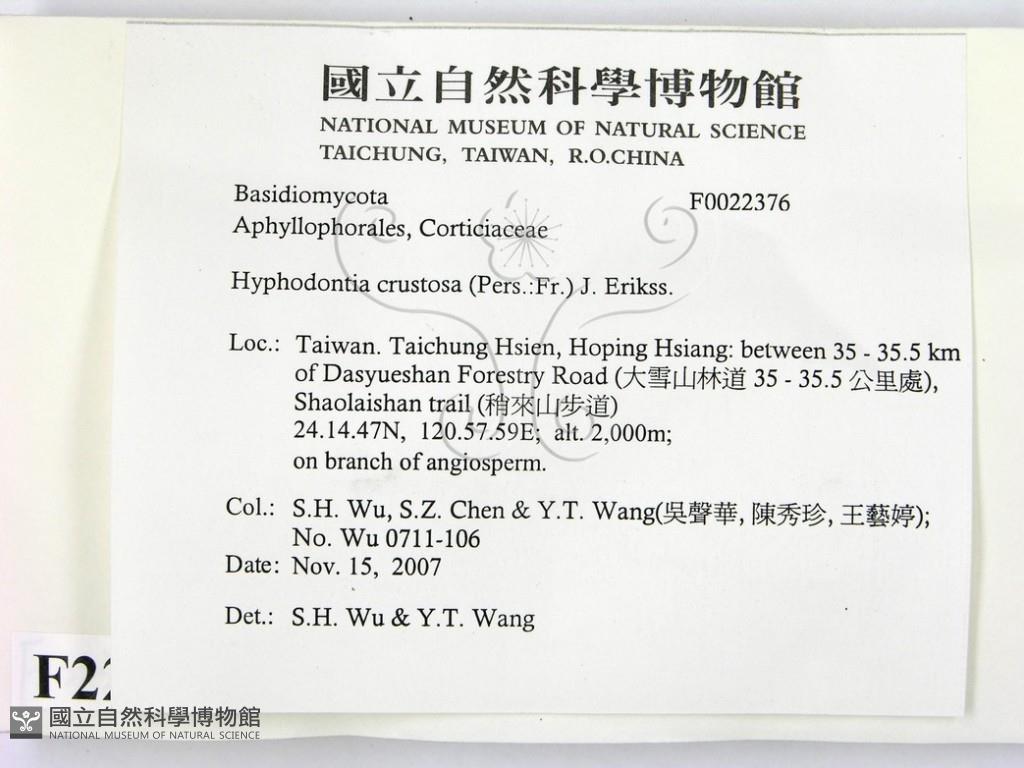 國立自然科學博物館
NATIONAL MUSEUM OF NATURAL SCIENCE
TAICHUNG, TAIWAN, R.O.CHINA
Basidiomycota F0022376
Aphyllophorales, Corticiaceae
Hyphodontia crustosa (Pers.:Fr.) J. Erikss.
Loc.: Taiwan. Taichung Hsien, Hoping Hsiang: between 35 - 35.5 km
of Dasyueshan Forestry Road (大雪山林道 35 - 35.5 公里處),
Shaolaishan trail (稍來山步道)
24.14.47N, 120.57.59E; alt. 2,000m;
on branch of angiosperm.
Col.: S.H. Wu, S.Z. Chen & Y.T. Wang(吳聲華, 陳秀珍, 王藝婷);
No. Wu 0711-106
Date: Nov. 15, 2007
Det.: S.H. Wu & Y.T. Wang
F22
國立自然科學博物館
NATIONAL MUSEUM OF NATURAL SCIENCE